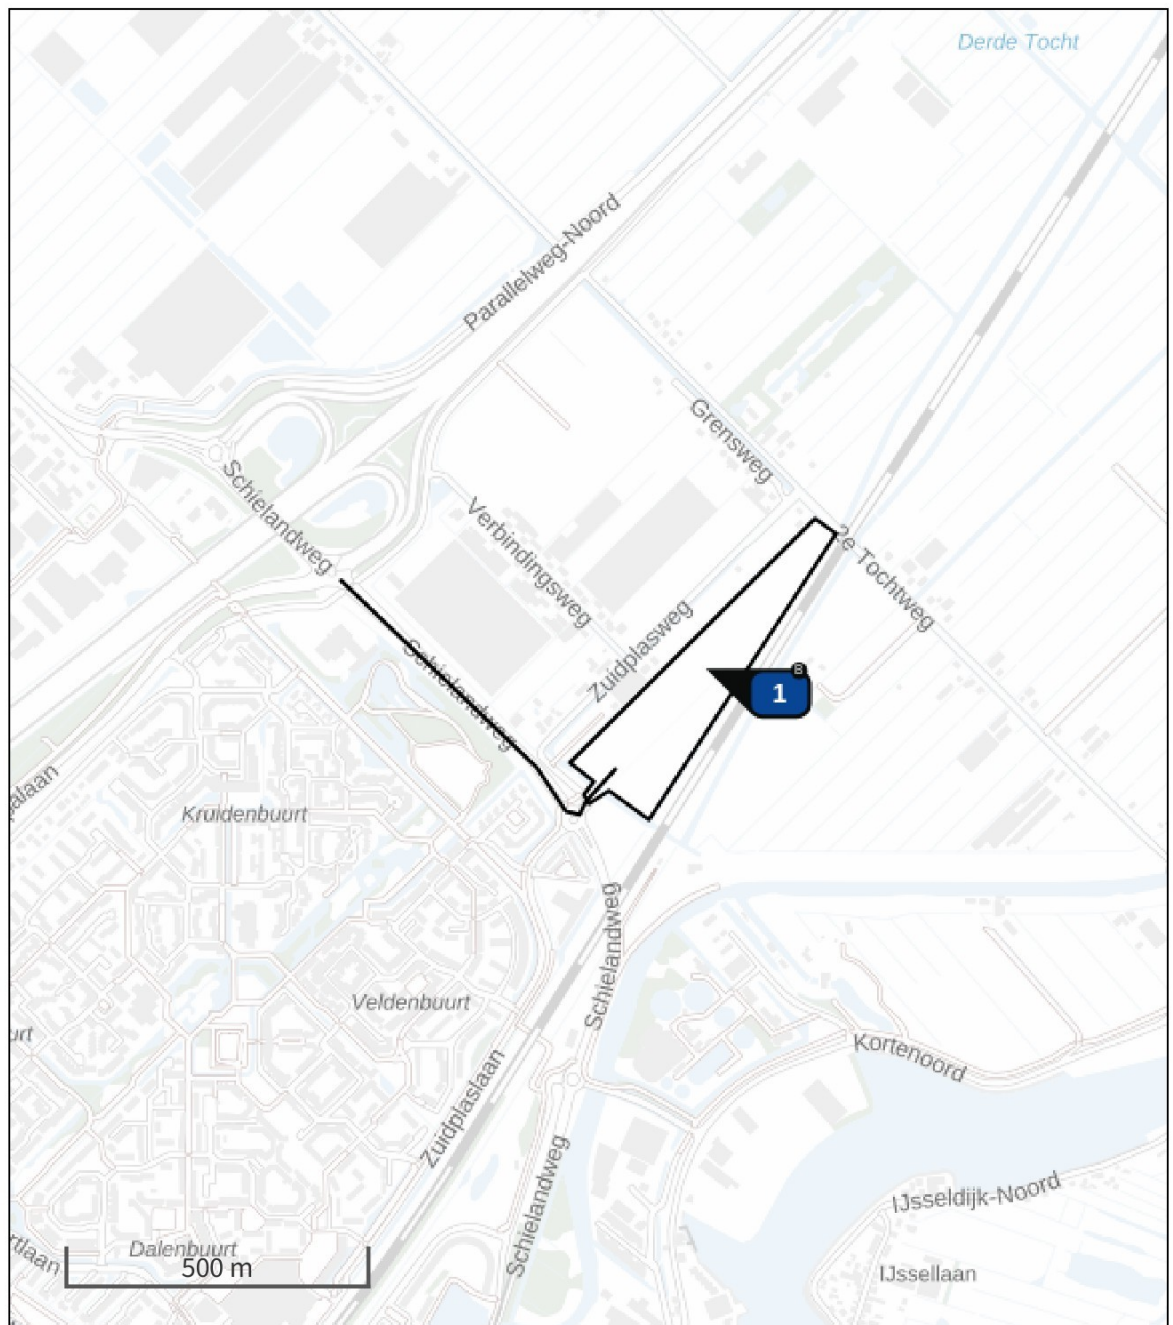 Derde Tocht
Parallelweg-Noord
Grensweg
Schielandweg
Verbindingsweg
2e Tochtweg
Zuidplasweg
Schielandweg
B
1
Kruidenbuurt
Schielandweg
Veldenbuurt
Kortenoord
Zuidplaslaan
Schielandweg
IJsseldijk-Noord
Dalenbuurt
500 m
IJssellaan